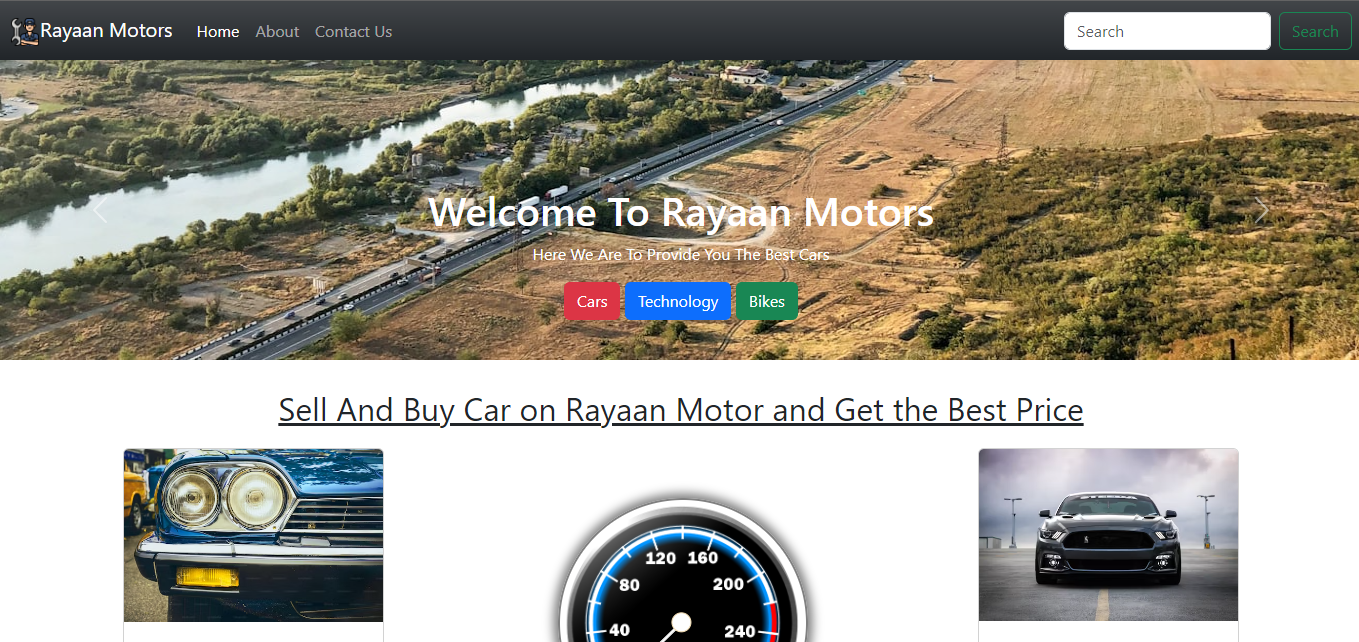 Rayaan Motors Home About Contact Us Search Search
Welcome To Rayaan Motors
Here We Are To Provide You The Best Cars
Cars Technology Bikes
Sell And Buy Car on Rayaan Motor and Get the Best Price
120 160
80 200
40 240